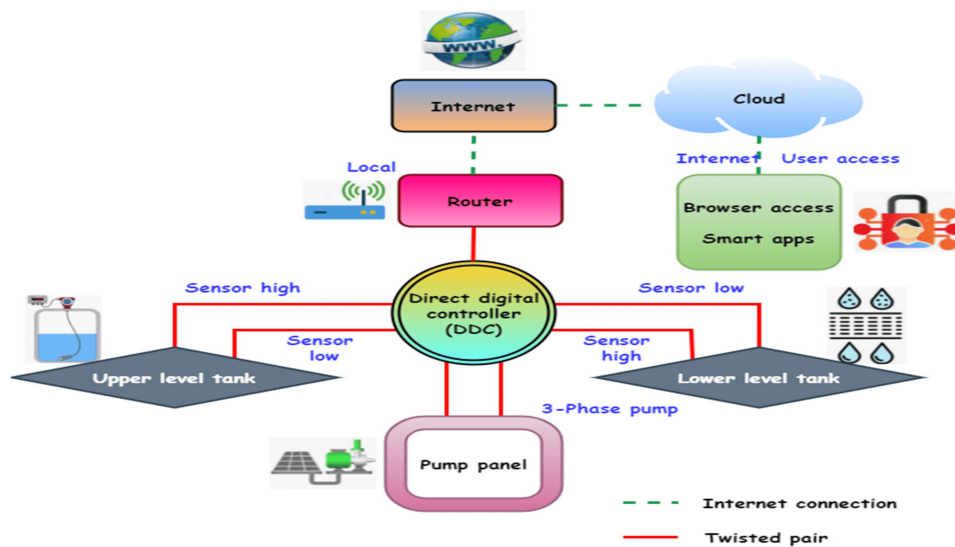 WWW.
Internet
Cloud
Local
Internet User access
Router
Browser access
Smart apps
Sensor high
Direct digital
controller
(DDC)
Sensor low
Sensor
low
Sensor
high
Upper level tank
Lower level tank
3-Phase pump
Pump panel
Internet connection
Twisted pair